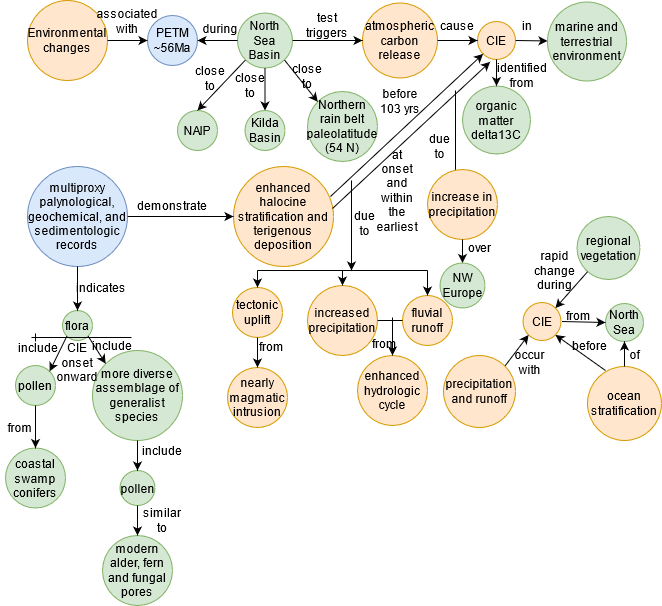 Environmental
changes
associated
with
PETM
~56Ma
during
North
Sea
Basin
test
triggers
atmospheric
carbon
release
cause
CIE
in
marine and
terrestrial
environment
close
to
close
to
close
to
NAIP
Kilda
Basin
Northern
rain belt
paleolatitude
(54 N)
before
103 yrs
identified
from
organic
matter
delta13C
due
to
at
onset and
within
the
earliest
multiproxy
palynological,
geochemical, and
sedimentologic
records
demonstrate
enhanced
halocine
stratification and
terigenous
deposition
increase in
precipitation
due
to
over
NW
Europe
indicates
tectonic
uplift
increased
precipitation
fluvial
runoff
from
nearly
magmatic
intrusion
from
enhanced
hydrologic
cycle
regional
vegetation
rapid
change
during
CIE
from
North
Sea
before
of
occur
with
precipitation
and runoff
ocean
stratification
flora
include
CIE
onset
onward
include
pollen
more diverse
assemblage of
generalist
species
from
coastal
swamp
conifers
include
pollen
similar
to
modern
alder, fern
and fungal
pores